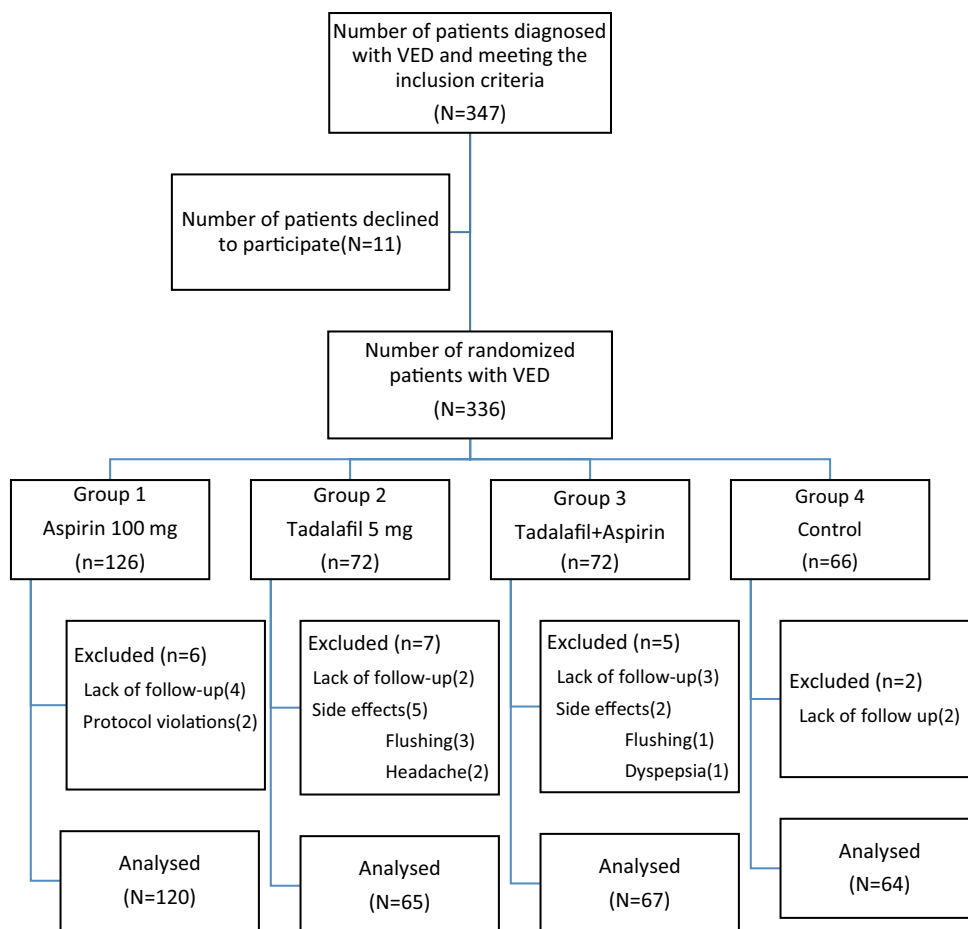 Number of patients diagnosed
with VED and meeting the
inclusion criteria
(N=347)
Number of patients declined
to participate(N=11)
Number of randomized
patients with VED
(N=336)
Group 1
Aspirin 100 mg
(n=126)
Group 2
Tadalafil 5 mg
(n=72)
Group 3
Tadalafil+Aspirin
(n=72)
Group 4
Control
(n=66)
Excluded (n=6)
Lack of follow-up(4)
Protocol violations(2)
Excluded (n=7)
Lack of follow-up(2)
Side effects(5)
Flushing(3)
Headache(2)
Excluded (n=5)
Lack of follow-up(3)
Side effects(2)
Flushing(1)
Dyspepsia(1)
Excluded (n=2)
Lack of follow up(2)
Analysed
(N=120)
Analysed
(N=65)
Analysed
(N=67)
Analysed
(N=64)